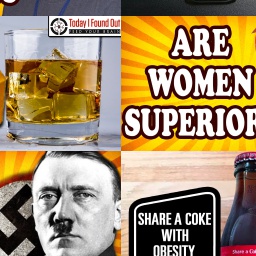 Today I Found Out
FEED YOUR BRAIN
ARE
WOMEN
SUPERIOR
SHARE A COKE
WITH
OBESITY